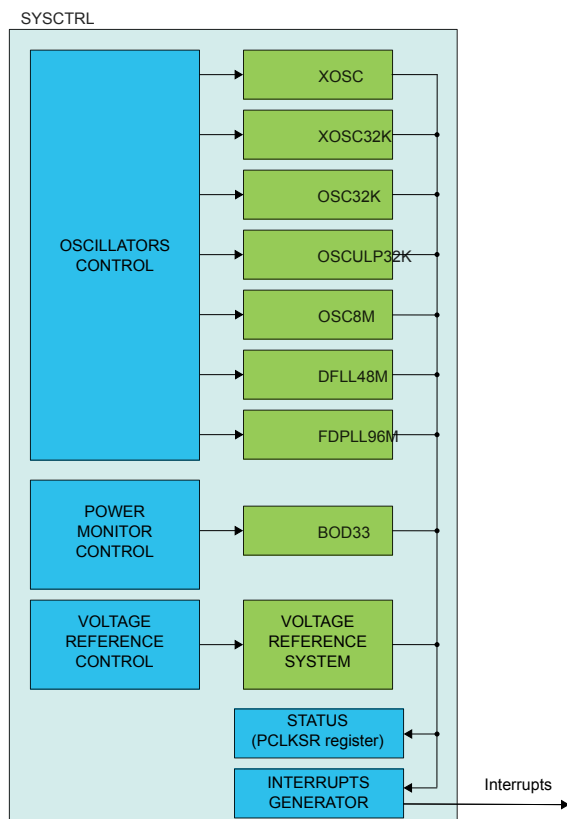 SYSCTRL
OSCILLATORS
CONTROL
XOSC
XOSC32K
OSC32K
OSCULP32K
OSC8M
DFLL48M
FDPLL96M
POWER
MONITOR
CONTROL
BOD33
VOLTAGE
REFERENCE
CONTROL
VOLTAGE
REFERENCE
SYSTEM
STATUS
(PCLKSR register)
INTERRUPTS
GENERATOR
Interrupts